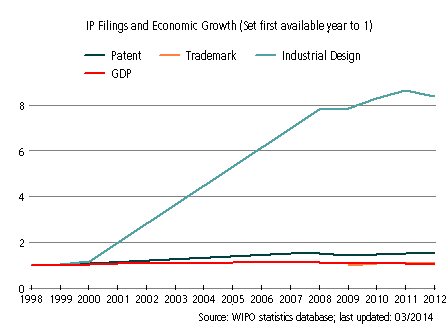 IP Filings and Economic Growth (Set first available year to 1)
Patent Trademark Industrial Design
GDP
8
6
4
2
0
1998 1999 2000 2001 2002 2003 2004 2005 2006 2007 2008 2009 2010 2011 2012
Source: WIPO statistics database; last updated: 03/2014